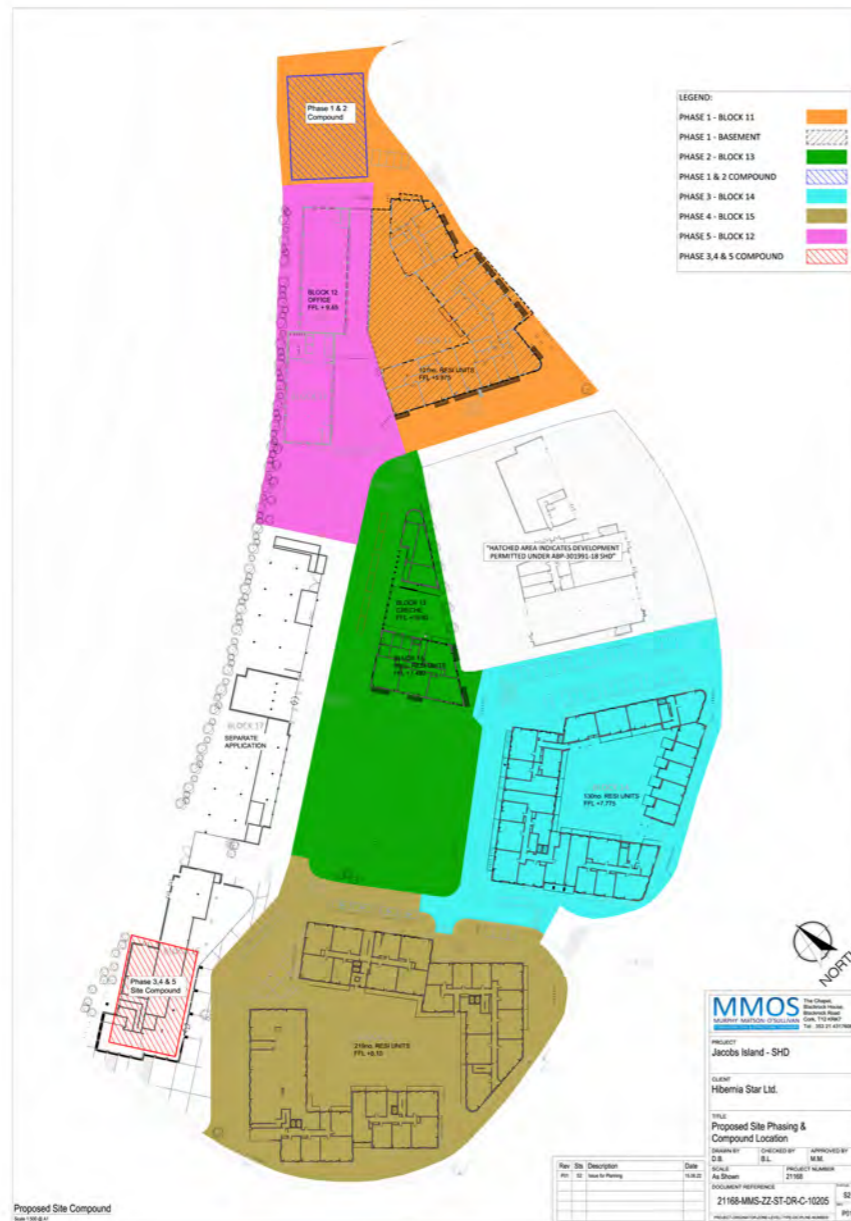 Phase 1 & 2
Compound
LEGEND:
PHASE 1 - BLOCK 11
PHASE 1 - BASEMENT
PHASE 2 - BLOCK 13
PHASE 1 & 2 COMPOUND
PHASE 3 - BLOCK 14
PHASE 4 - BLOCK 15
PHASE 5 - BLOCK 12
PHASE 3,4 & 5 COMPOUND
BLOCK 12
OFFICE
FFL + 9.45
RESI UNITS
"HATCHED AREA INDICATES DEVELOPMENT
PERMITTED UNDER ABP-301991-18 SHD"
BLOCK 13
CRECHE
BLOCK 17
SEPARATE
APPLICATION
130no. RESI UNITS
FFL +7.775
Phase 3,4 & 5
Site Compound
RESI UNITS
NORTH
MMOS
MURPHY MATSON O'SULLIVAN
The Chapel,
Blackrock House,
Blackrock Road
PROJECT
Jacobs Island - SHD
CLIENT
Hibernia Star Ltd.
TITLE
Proposed Site Phasing &
Compound Location
DRAWN BY CHECKED BY APPROVED BY
D.B. B.L. M.M.
SCALE PROJECT NUMBER
As Shown 21168
DOCUMENT REFERENCE
21168-MMS-ZZ-ST-DR-C-10205 S2
P01
Rev Sts Description Date
P01 S2 Issue for Planning
Proposed Site Compound